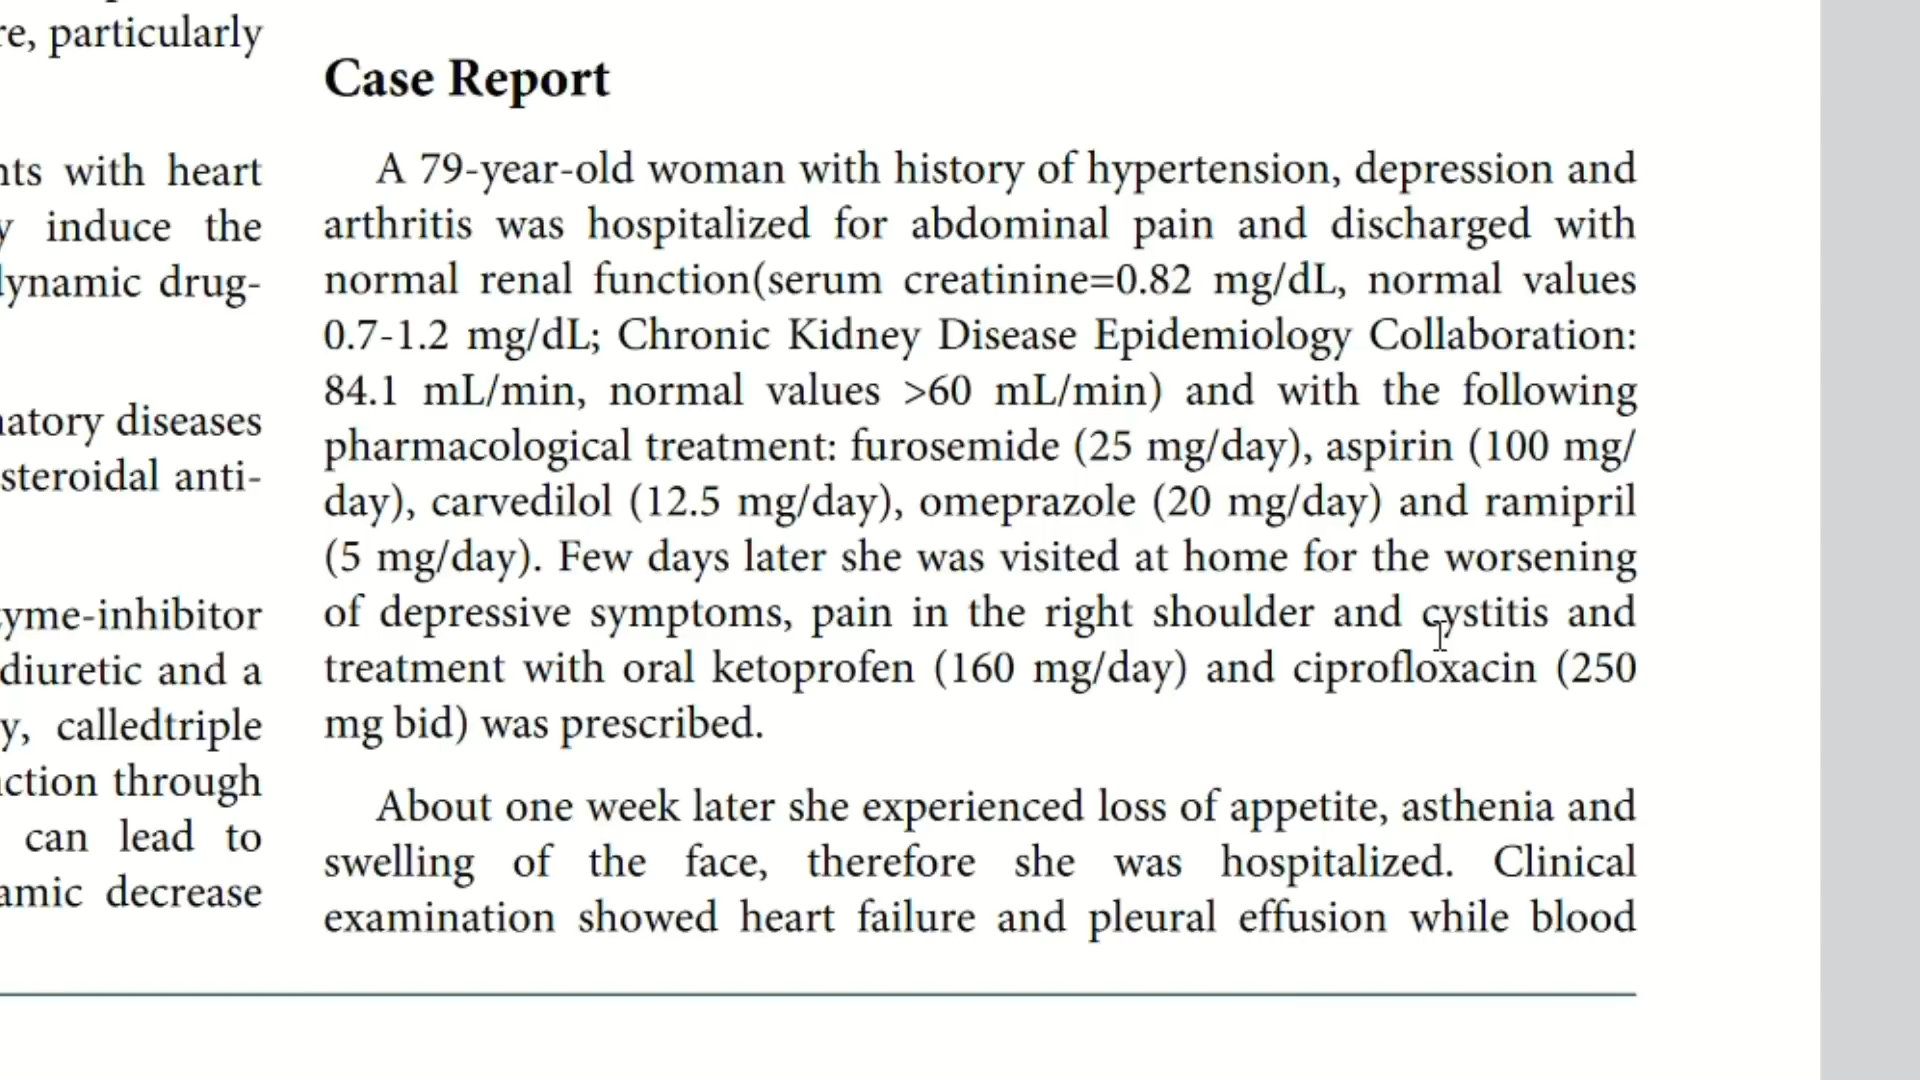 re, particularly
nts with heart
y induce the
dynamic drug-
natory diseases
steroidal anti-
zyme-inhibitor
diuretic and a
y, calledtriple
nction through
can lead to
amic decrease
Case Report
A 79-year-old woman with history of hypertension, depression and
arthritis was hospitalized for abdominal pain and discharged with
normal renal function(serum creatinine=0.82 mg/dL, normal values
0.7-1.2 mg/dL; Chronic Kidney Disease Epidemiology Collaboration:
84.1 mL/min, normal values >60 mL/min) and with the following
pharmacological treatment: furosemide (25 mg/day), aspirin (100 mg/
day), carvedilol (12.5 mg/day), omeprazole (20 mg/day) and ramipril
(5 mg/day). Few days later she was visited at home for the worsening
of depressive symptoms, pain in the right shoulder and cystitis and
treatment with oral ketoprofen (160 mg/day) and ciprofloxacin (250
mg bid) was prescribed.
About one week later she experienced loss of appetite, asthenia and
swelling of the face, therefore she was hospitalized. Clinical
examination showed heart failure and pleural effusion while blood